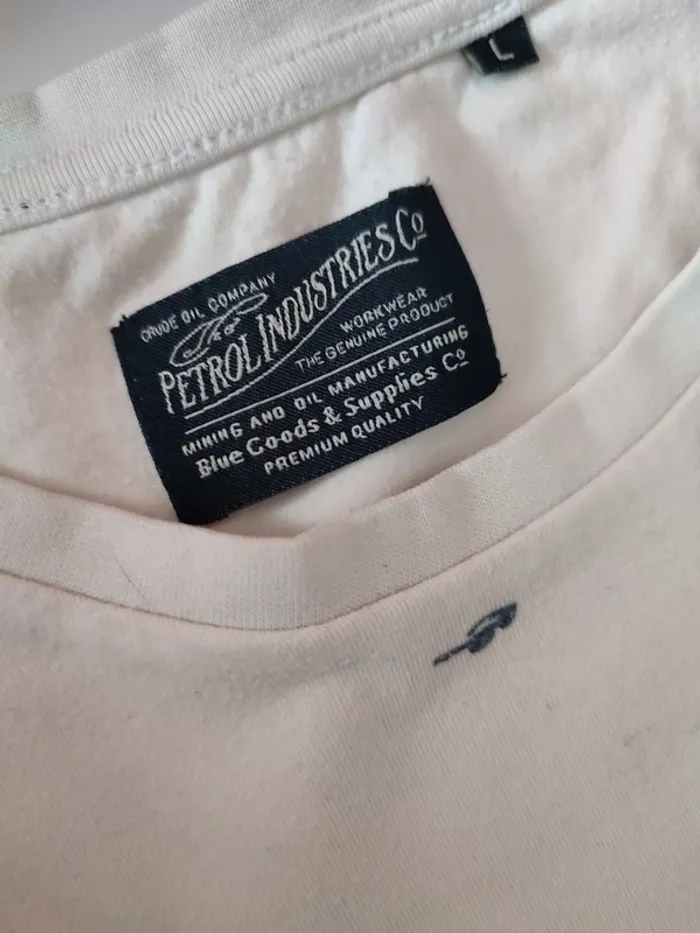 L
CRUDE OIL COMPANY
The
PETROL INDUSTRIES Co
WORKWEAR
THE GENUINE PRODUCT
MINING AND OIL MANUFACTURING
Blue Goods & Supplies Co
PREMIUM QUALITY